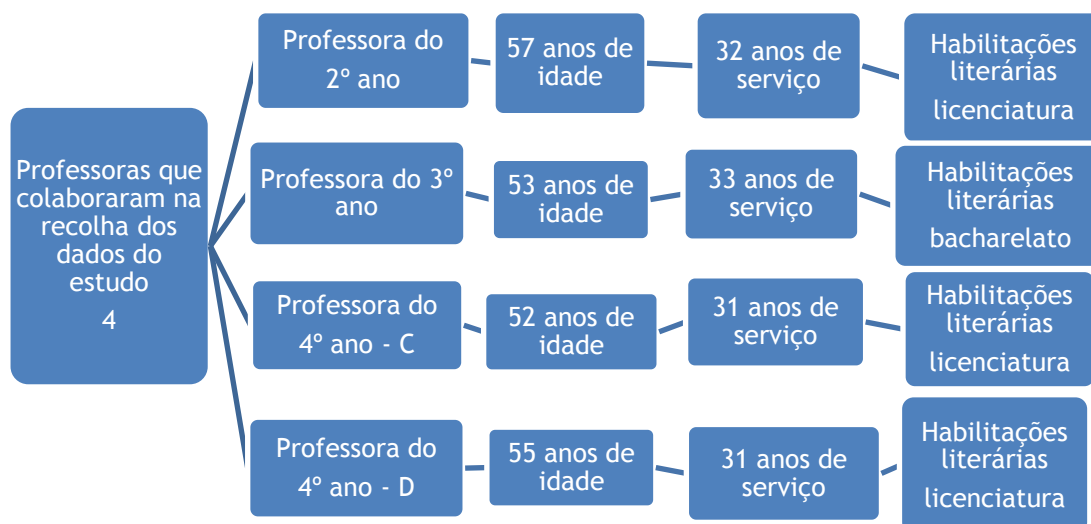 Professoras que
colaboraram na
recolha dos
dados do
estudo
4
Professora do
2º ano
57 anos de
idade
32 anos de
serviço
Habilitações
literárias
licenciatura
Professora do 3º
ano
53 anos de
idade
33 anos de
serviço
Habilitações
literárias
bacharelato
Professora do
4º ano - C
52 anos de
idade
31 anos de
serviço
Habilitações
literárias
licenciatura
Professora do
4º ano - D
55 anos de
idade
31 anos de
serviço
Habilitações
literárias
licenciatura